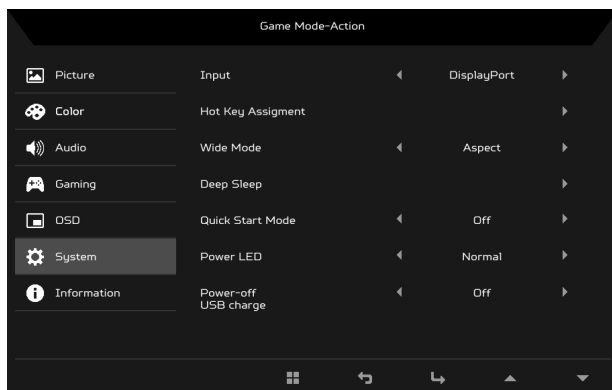 Game Mode-Action
Picture
Input
DisplayPort
Color
Hot Key Assigment
Audio
Wide Mode
Aspect
Gaming
Deep Sleep
OSD
Quick Start Mode
Off
System
Power LED
Normal
Information
Power-off
USB charge
Off